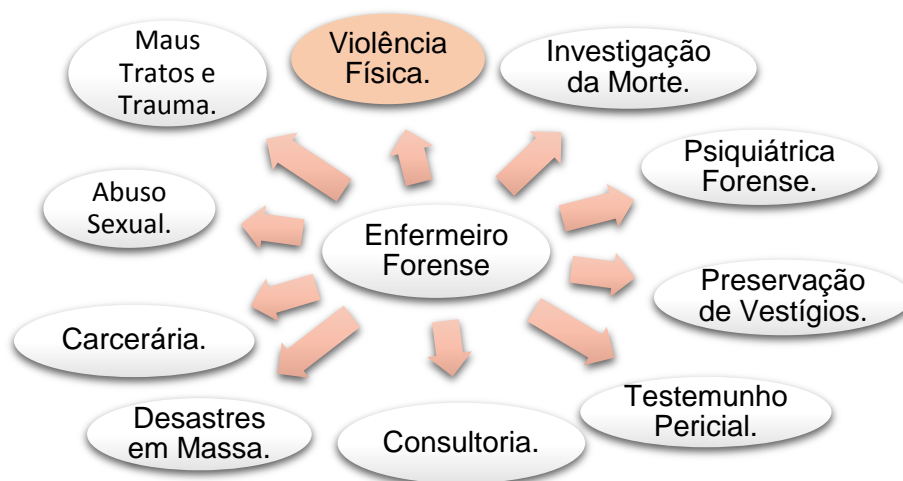 Maus
Tratos e
Trauma.
Violência
Física.
Investigação
da Morte.
Psiquiátrica
Forense.
Abuso
Sexual.
Enfermeiro
Forense
Preservação
de Vestígios.
Carcerária.
Testemunho
Pericial.
Desastres
em Massa.
Consultoria.